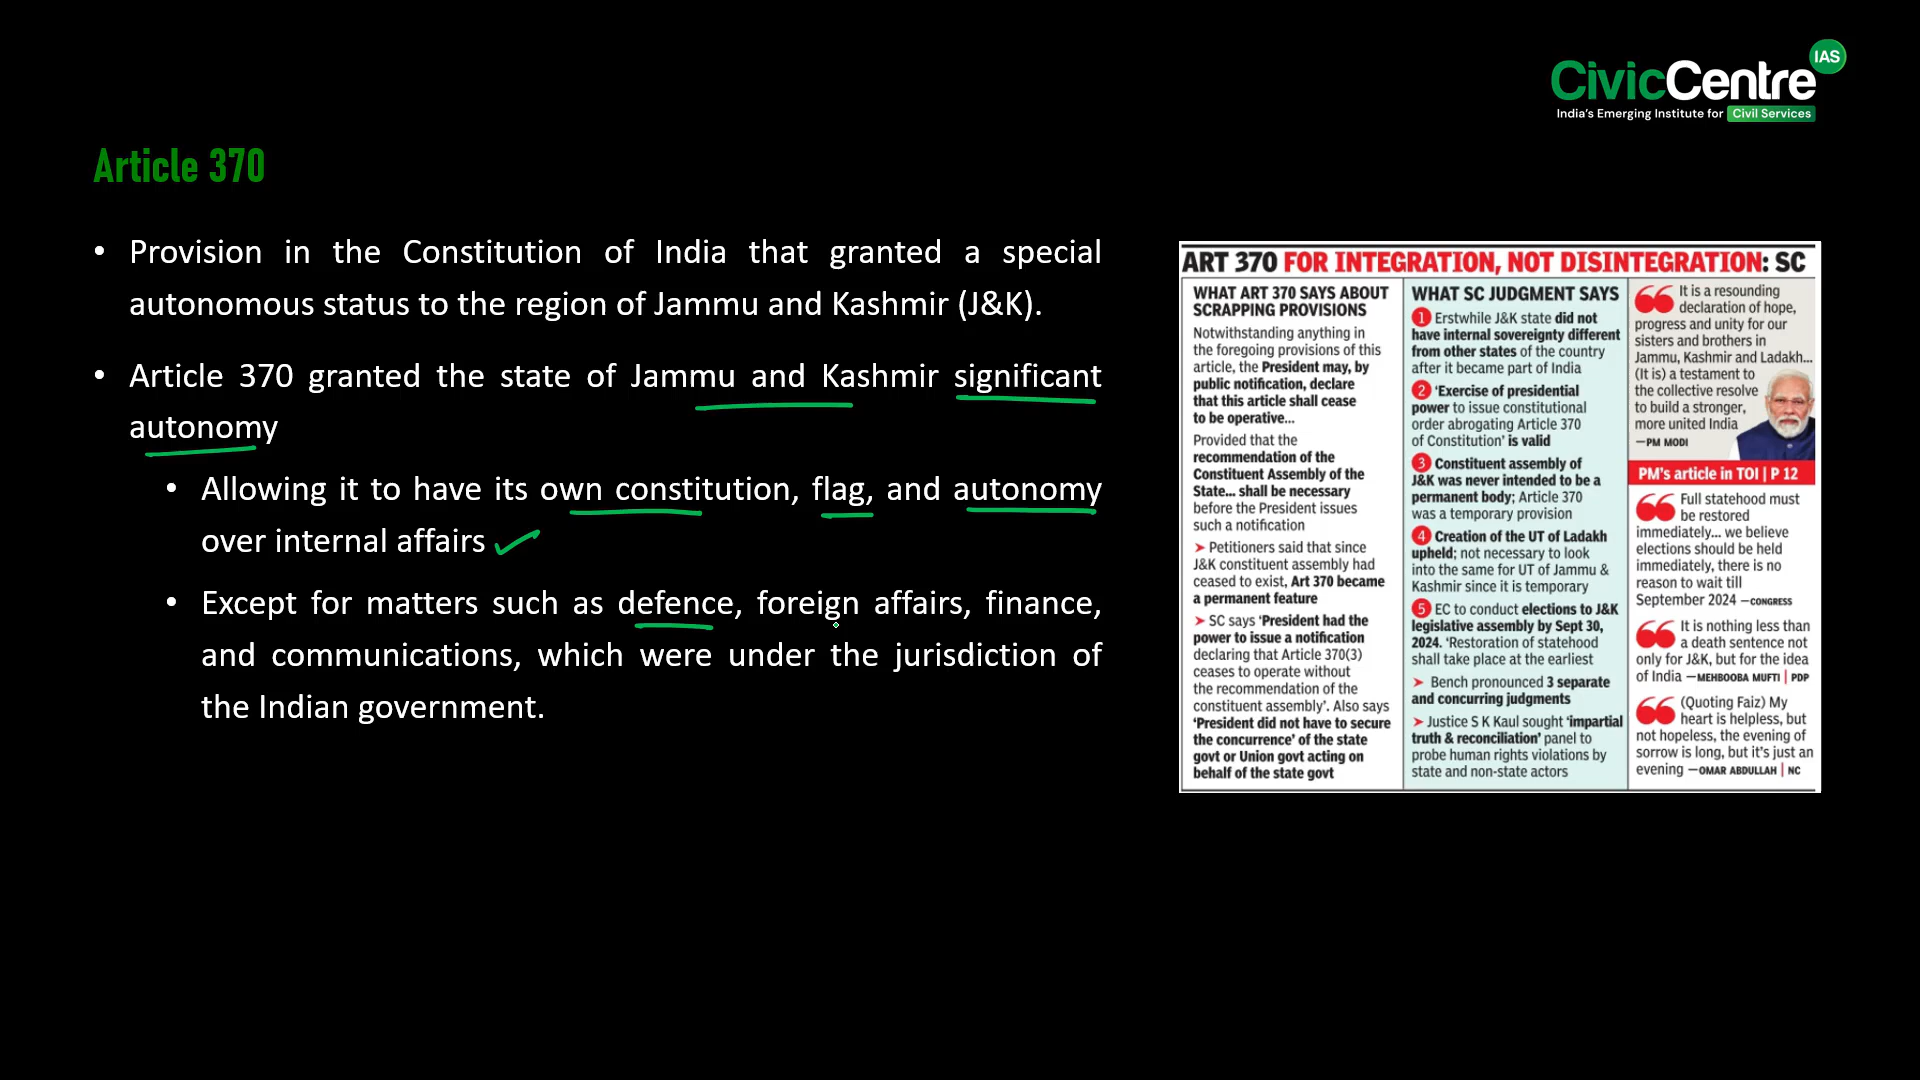 CivicCentre IAS
India's Emerging Institute for Civil Services
Article 370
• Provision in the Constitution of India that granted a special
autonomous status to the region of Jammu and Kashmir (J&K).
• Article 370 granted the state of Jammu and Kashmir significant
autonomy
• Allowing it to have its own constitution, flag, and autonomy
over internal affairs
• Except for matters such as defence, foreign affairs, finance,
and communications, which were under the jurisdiction of
the Indian government.
ART 370 FOR INTEGRATION, NOT DISINTEGRATION: SC
WHAT ART 370 SAYS ABOUT
SCRAPPING PROVISIONS
Notwithstanding anything in
the foregoing provisions of this
article, the President may, by
public notification, declare
that this article shall cease
to be operative...
Provided that the
recommendation of the
Constituent Assembly of the
State... shall be necessary
before the President issues
such a notification
➤ Petitioners said that since
J&K constituent assembly had
ceased to exist, Art 370 became
a permanent feature
➤ SC says 'President had the
power to issue a notification
declaring that Article 370(3)
ceases to operate without
the recommendation of the
constituent assembly'. Also says
'President did not have to secure
the concurrence' of the state
govt or Union govt acting on
behalf of the state govt
WHAT SC JUDGMENT SAYS
1 Erstwhile J&K state did not
have internal sovereignty different
from other states of the country
after it became part of India
2 'Exercise of presidential
power to issue constitutional
order abrogating Article 370
of Constitution' is valid
3 Constituent assembly of
J&K was never intended to be a
permanent body; Article 370
was a temporary provision
4 Creation of the UT of Ladakh
upheld; not necessary to look
into the same for UT of Jammu &
Kashmir since it is temporary
5 EC to conduct elections to J&K
legislative assembly by Sept 30,
2024. 'Restoration of statehood
shall take place at the earliest
➤ Bench pronounced 3 separate
and concurring judgments
➤ Justice S K Kaul sought 'impartial
truth & reconciliation' panel to
probe human rights violations by
state and non-state actors
It is a resounding
declaration of hope,
progress and unity for our
sisters and brothers in
Jammu, Kashmir and Ladakh...
(It is) a testament to
the collective resolve
to build a stronger,
more united India
—PM MODI
PM's article in TOI | P 12
Full statehood must
be restored
immediately... we believe
elections should be held
immediately, there is no
reason to wait till
September 2024 —CONGRESS
It is nothing less than
a death sentence not
only for J&K, but for the idea
of India —MEHBOOBA MUFTI | PDP
(Quoting Faiz) My
heart is helpless, but
not hopeless, the evening of
sorrow is long, but it's just an
evening —OMAR ABDULLAH | NC